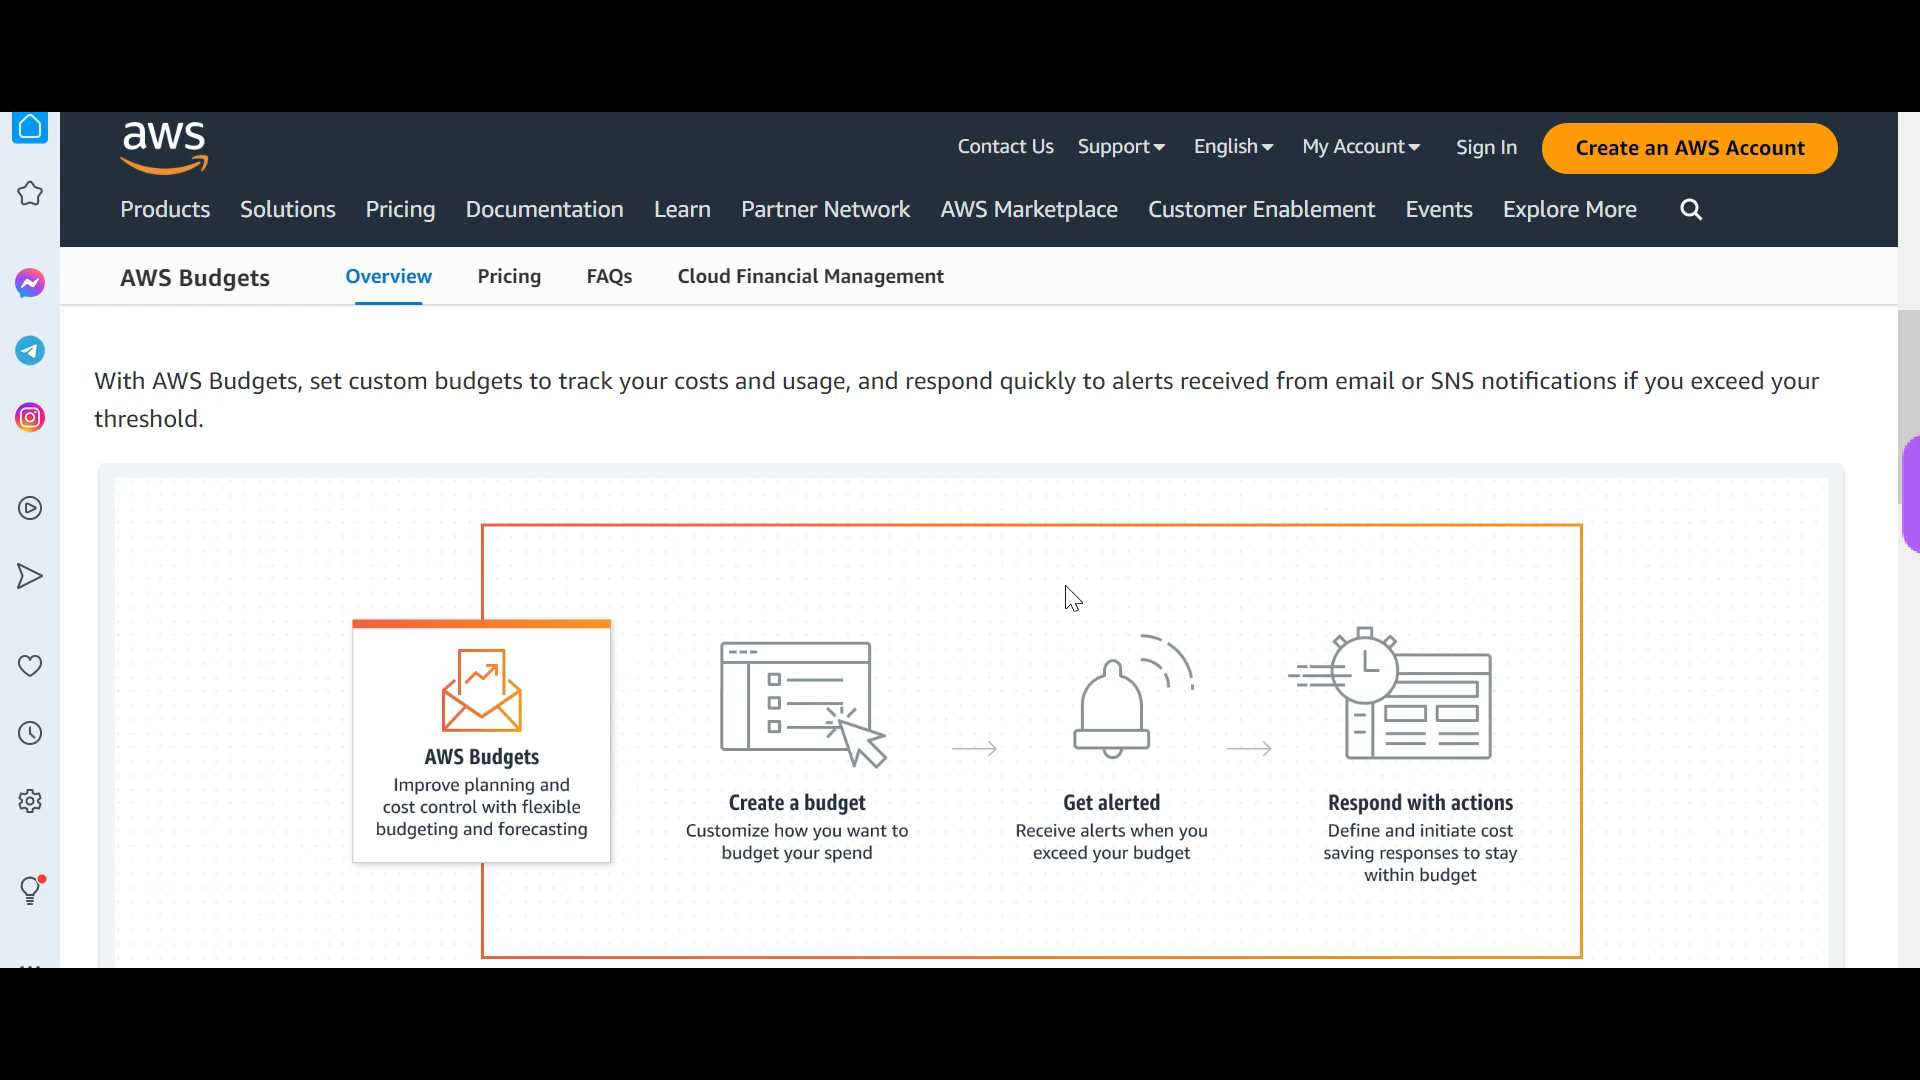 aws
Contact Us Support English My Account Sign In Create an AWS Account
Products Solutions Pricing Documentation Learn Partner Network AWS Marketplace Customer Enablement Events Explore More
AWS Budgets Overview Pricing FAQs Cloud Financial Management
With AWS Budgets, set custom budgets to track your costs and usage, and respond quickly to alerts received from email or SNS notifications if you exceed your
threshold.
AWS Budgets
Improve planning and
cost control with flexible
budgeting and forecasting
Create a budget
Customize how you want to
budget your spend
Get alerted
Receive alerts when you
exceed your budget
Respond with actions
Define and initiate cost
saving responses to stay
within budget